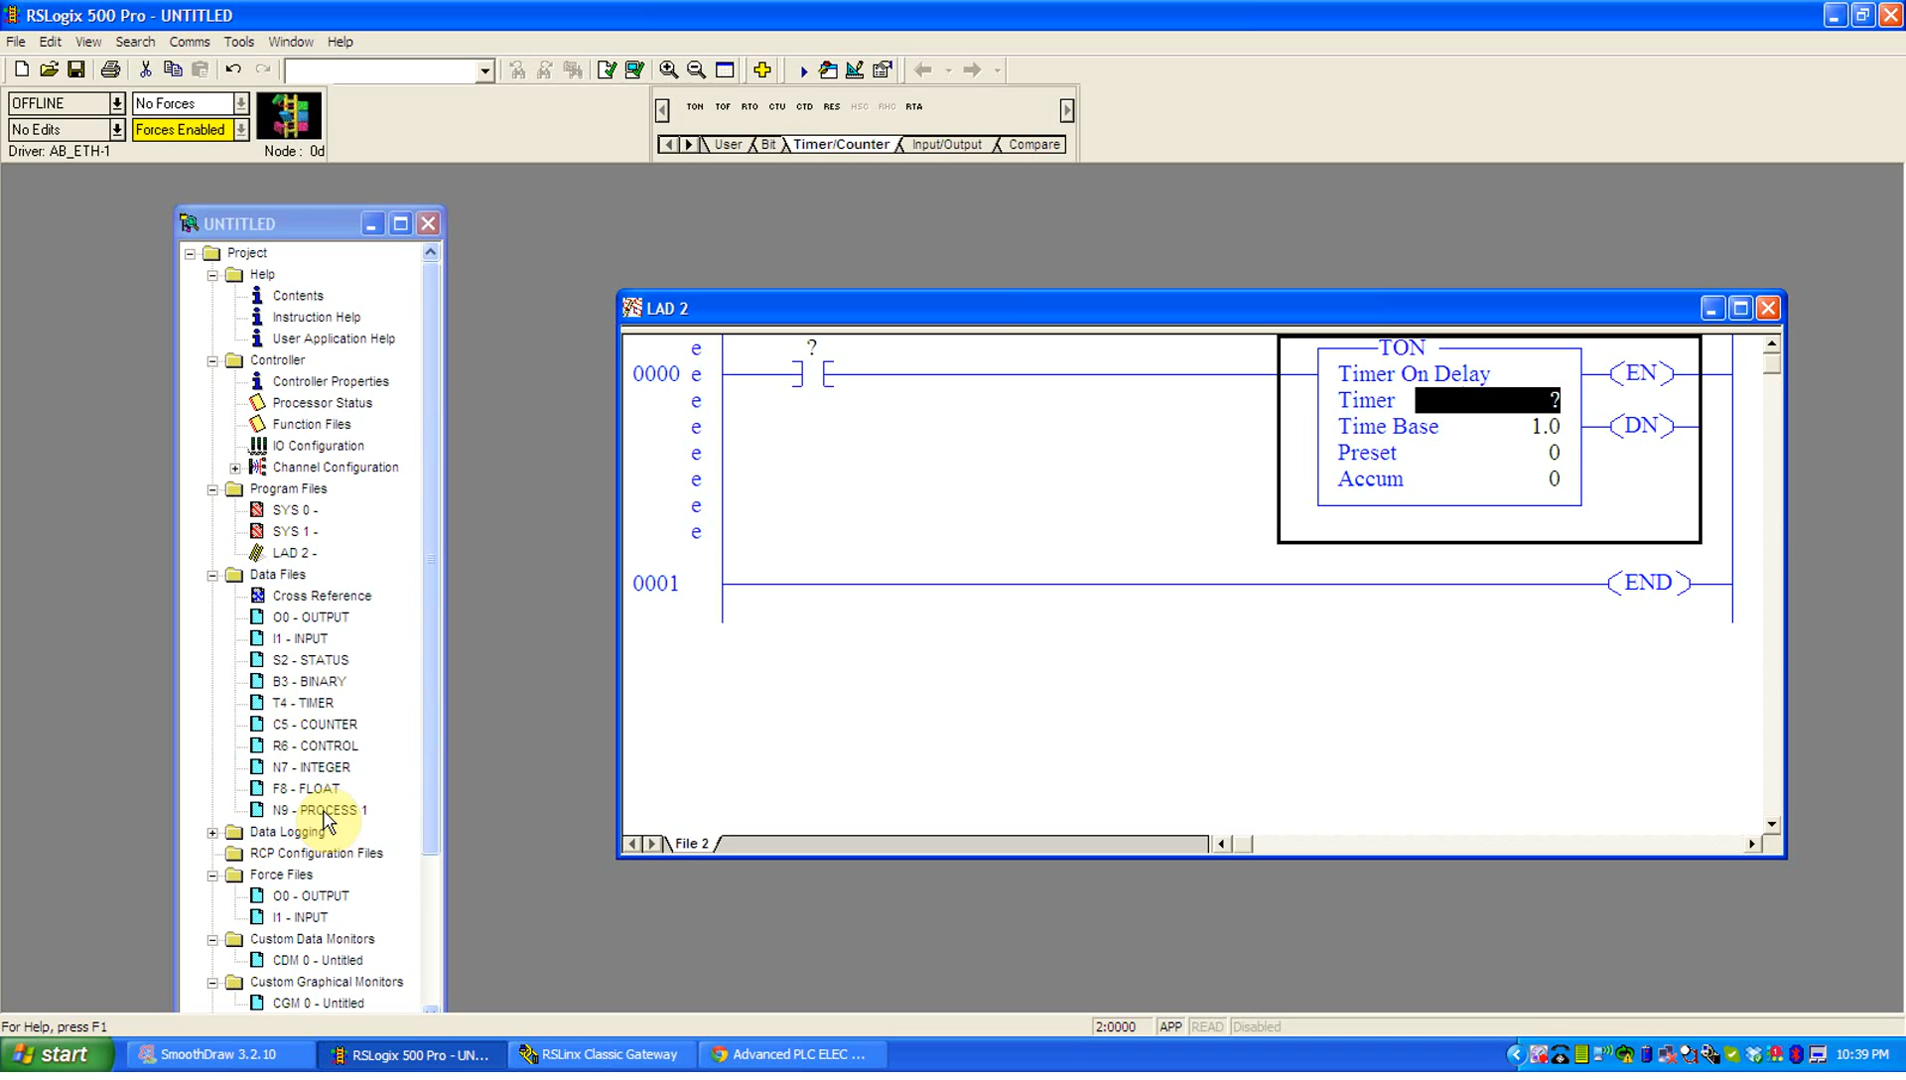 RSLogix 500 Pro - UNTITLED
File Edit View Search Comms Tools Window Help
OFFLINE No Forces
No Edits Forces Enabled
Driver: AB_ETH-1 Node : 0d
TON TOF RTO CTU CTD RES HSC RHC RTA
User Bit Timer/Counter Input/Output Compare
UNTITLED
Project
Help
Contents
Instruction Help
User Application Help
Controller
Controller Properties
Processor Status
Function Files
IO Configuration
Channel Configuration
Program Files
SYS 0 -
SYS 1 -
LAD 2 -
Data Files
Cross Reference
O0 - OUTPUT
I1 - INPUT
S2 - STATUS
B3 - BINARY
T4 - TIMER
C5 - COUNTER
R6 - CONTROL
N7 - INTEGER
F8 - FLOAT
N9 - PROCESS 1
Data Logging
RCP Configuration Files
Force Files
O0 - OUTPUT
I1 - INPUT
Custom Data Monitors
CDM 0 - Untitled
Custom Graphical Monitors
CGM 0 - Untitled
LAD 2
e ? TON
0000 e Timer On Delay EN
e Timer ?
e Time Base 1.0 DN
e Preset 0
e Accum 0
e
e
0001 END
File 2
For Help, press F1 2:0000 APP READ Disabled
start SmoothDraw 3.2.10 RSLogix 500 Pro - UN... RSLinx Classic Gateway Advanced PLC ELEC ... 10:39 PM